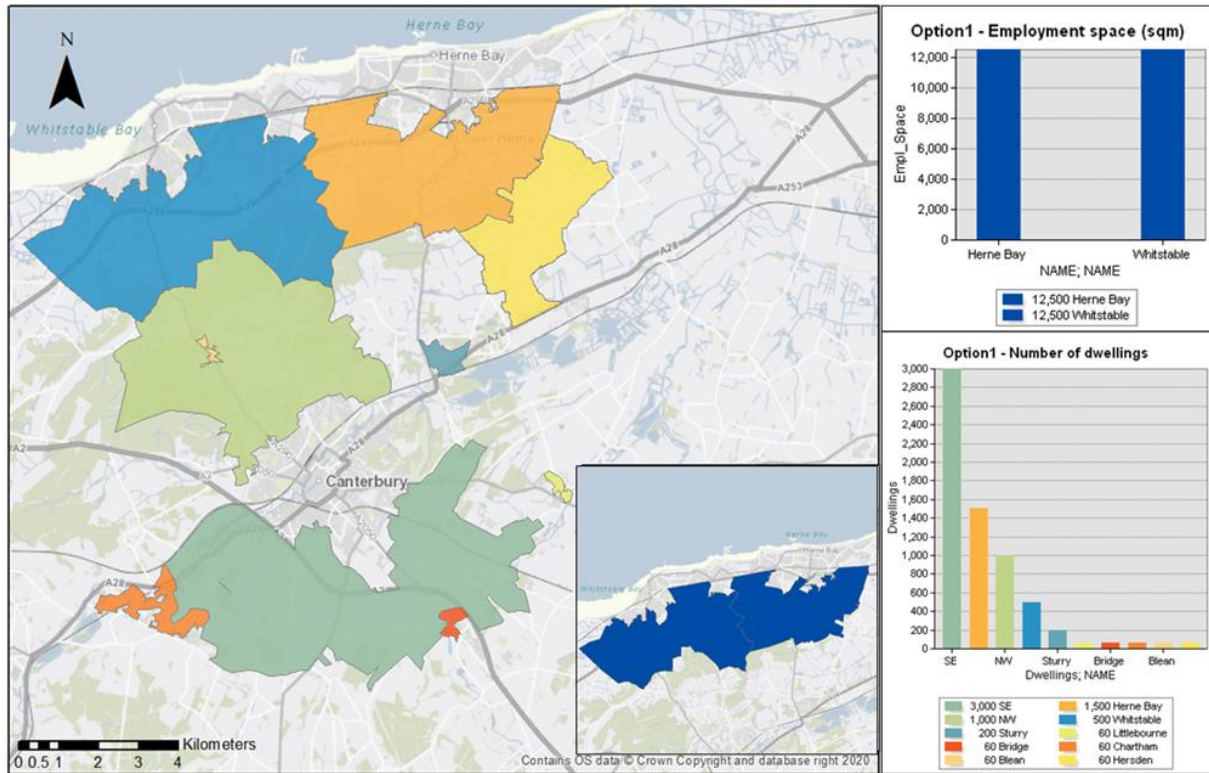 N
Herne Bay
Herne Bay
Whitstable Bay
A28
A253
A28
A28
A2
A28
Canterbury
A28
Herne Bay
Herne Bay
Whitstable Bay
Kilometers
0 0.5 1 2 3 4
Contains OS data © Crown Copyright and database right 2020
Option1 - Employment space (sqm)
Empl_Space
12,000
10,000
8,000
6,000
4,000
2,000
0
Herne Bay Whitstable
NAME; NAME
12,500 Herne Bay
12,500 Whitstable
Option1 - Number of dwellings
Dwellings
3,000
2,800
2,600
2,400
2,200
2,000
1,800
1,600
1,400
1,200
1,000
800
600
400
200
0
SE NW Sturry Bridge Blean
Dwellings; NAME
3,000 SE 1,500 Herne Bay
1,000 NW 500 Whitstable
200 Sturry 60 Littlebourne
60 Bridge 60 Chartham
60 Blean 60 Hersden